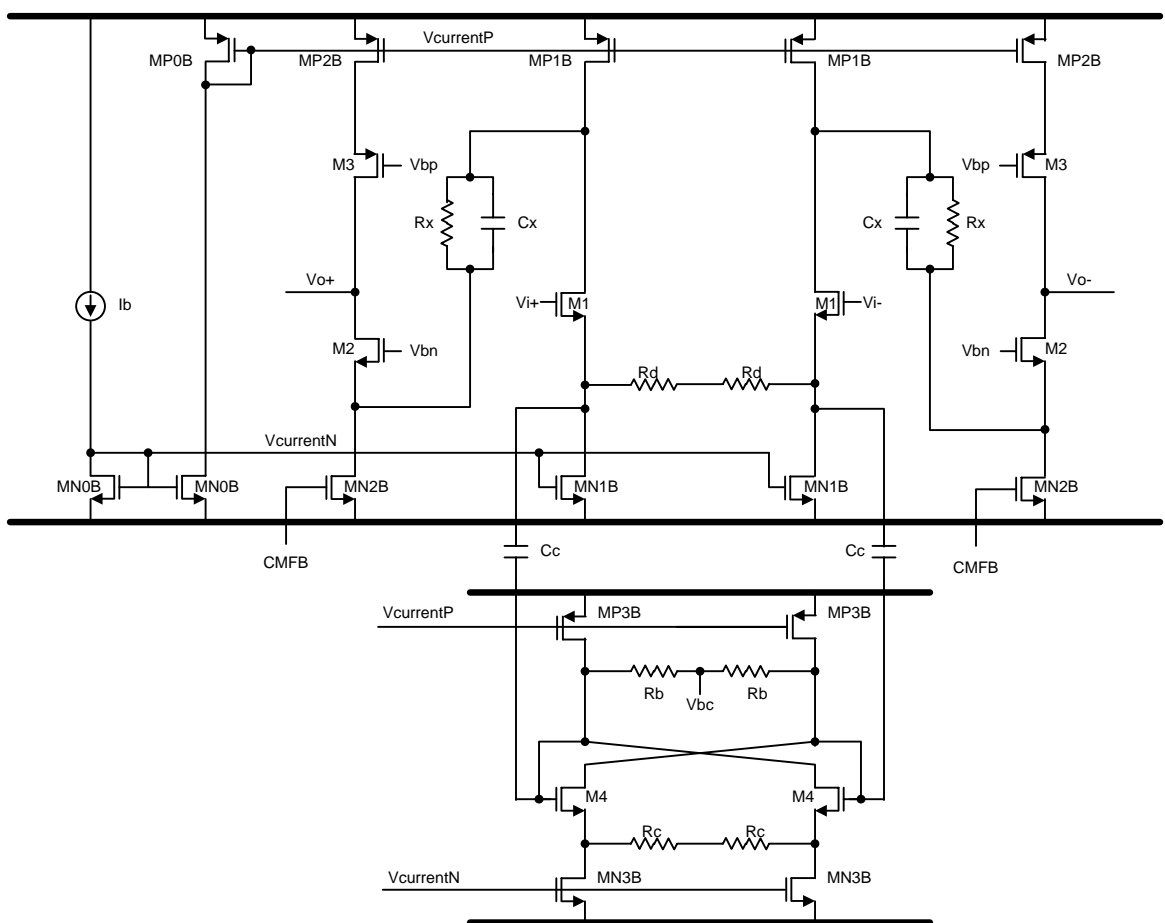 VcurrentP
MP0B
MP2B
MP1B
MP1B
MP2B
M3
Vbp
Vbp
M3
Rx
Cx
Cx
Rx
Vo+
Vi+
M1
M1
Vi-
Vo-
Ib
M2
Vbn
Vbn
M2
Rd
Rd
VcurrentN
MN0B
MN0B
MN2B
MN1B
MN1B
MN2B
CMFB
Cc
Cc
CMFB
VcurrentP
MP3B
MP3B
Rb
Rb
Vbc
M4
M4
Rc
Rc
VcurrentN
MN3B
MN3B